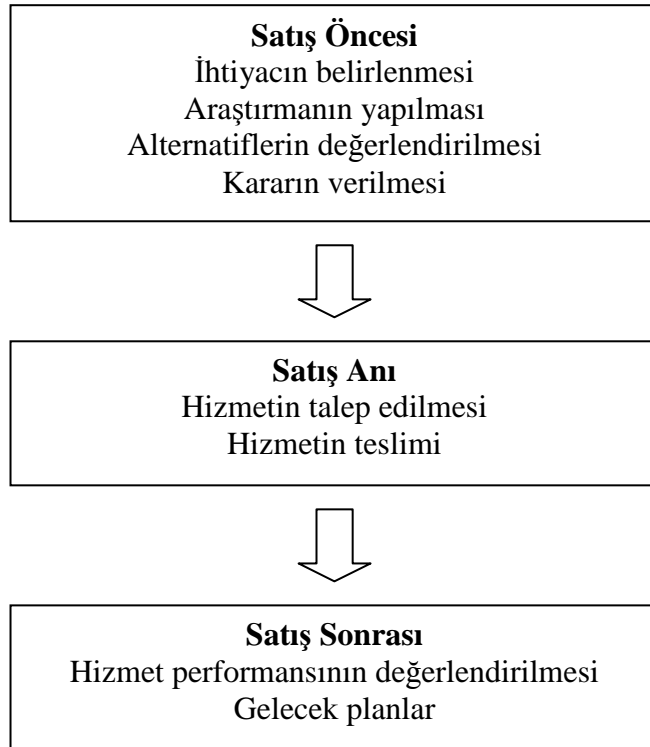 Satış Öncesi
İhtiyacın belirlenmesi
Araştırmanın yapılması
Alternatiflerin değerlendirilmesi
Kararın verilmesi
Satış Anı
Hizmetin talep edilmesi
Hizmetin teslimi
Satış Sonrası
Hizmet performansının değerlendirilmesi
Gelecek planlar